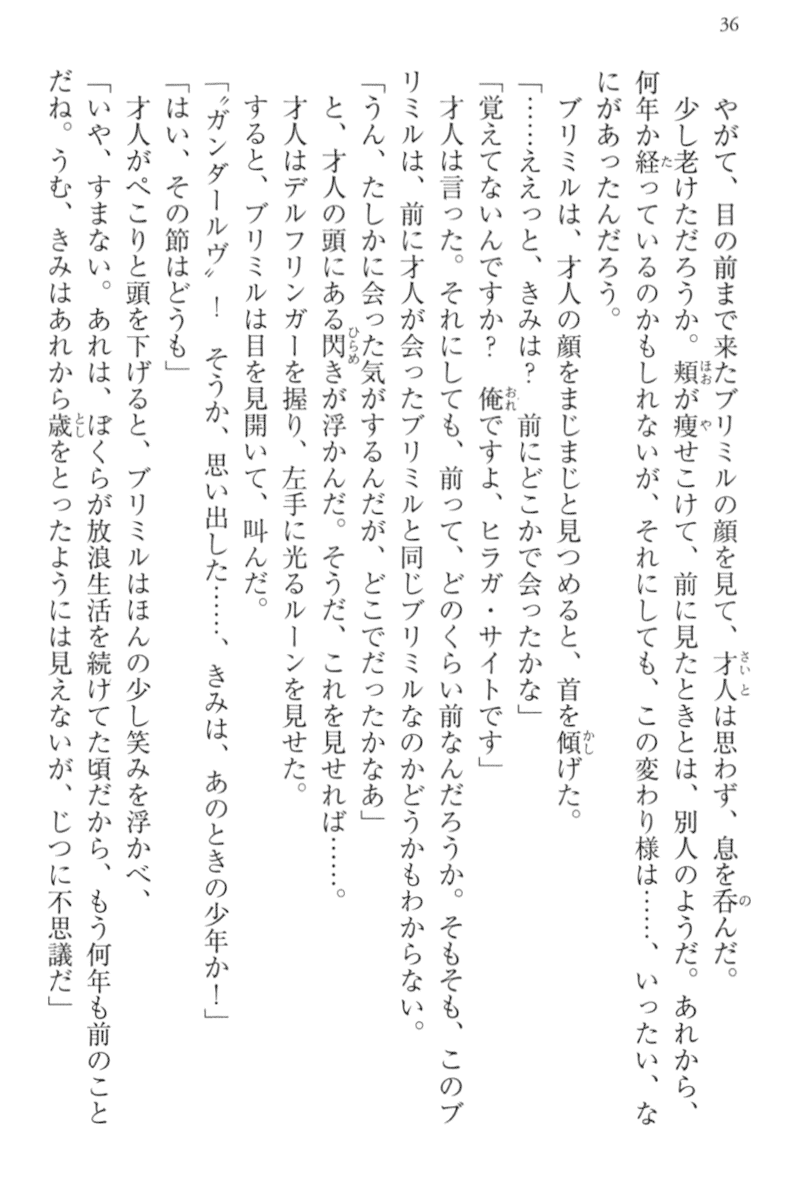 36
やがて、目の前まで来たブリミルの顔を見て、才人は思わず、息を呑んだ。
少し老けただろうか。頬が痩せこけて、前に見たときとは、別人のようだ。あれから、
何年か経っているのかもしれないが、それにしても、この変わり様は……、いったい、な
にがあったんだろう。
ブリミルは、才人の顔をまじまじと見つめると、首を傾げた。
「……ええっと、きみは？　前にどこかで会ったかな」
「覚えてないんですか？　俺ですよ、ヒラガ・サイトです」
才人は言った。それにしても、前って、どのくらい前なんだろうか。そもそも、このブ
リミルは、前に才人が会ったブリミルと同じブリミルなのかどうかもわからない。
「うん、たしかに会った気がするんだが、どこでだったかなあ」
と、才人の頭にある閃きが浮かんだ。そうだ、これを見せれば……。
才人はデルフリンガーを握り、左手に光るルーンを見せた。
すると、ブリミルは目を見開いて、叫んだ。
「〝ガンダールヴ〟！　そうか、思い出した……、きみは、あのときの少年か！」
「はい、その節はどうも」
才人がぺこりと頭を下げると、ブリミルはほんの少し笑みを浮かべ、
「いや、すまない。あれは、ぼくらが放浪生活を続けてた頃だから、もう何年も前のこと
だね。うむ、きみはあれから歳をとったようには見えないが、じつに不思議だ」